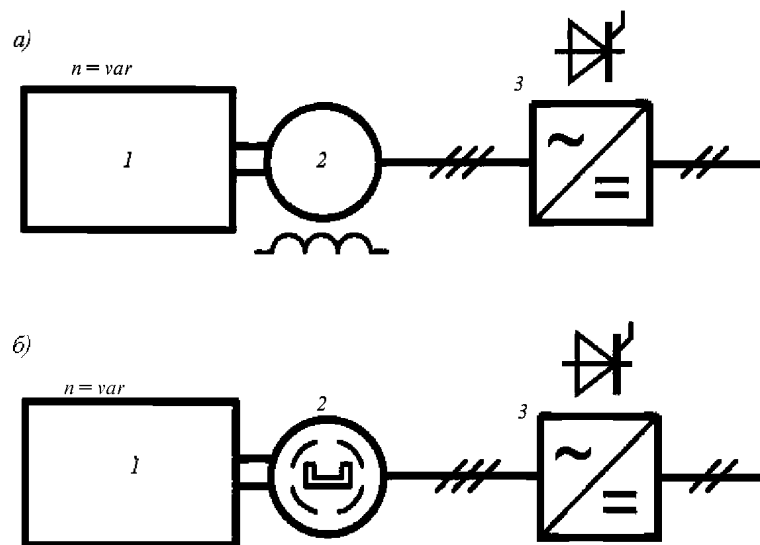 а)
n = var
3
1
2
~
=
б)
n = var
2
3
1
~
=